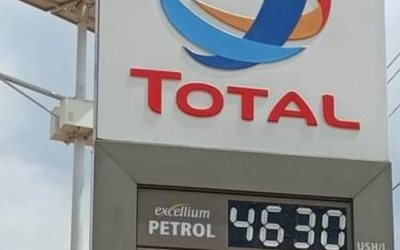 TOTAL
excellium
PETROL 4630 USH/L